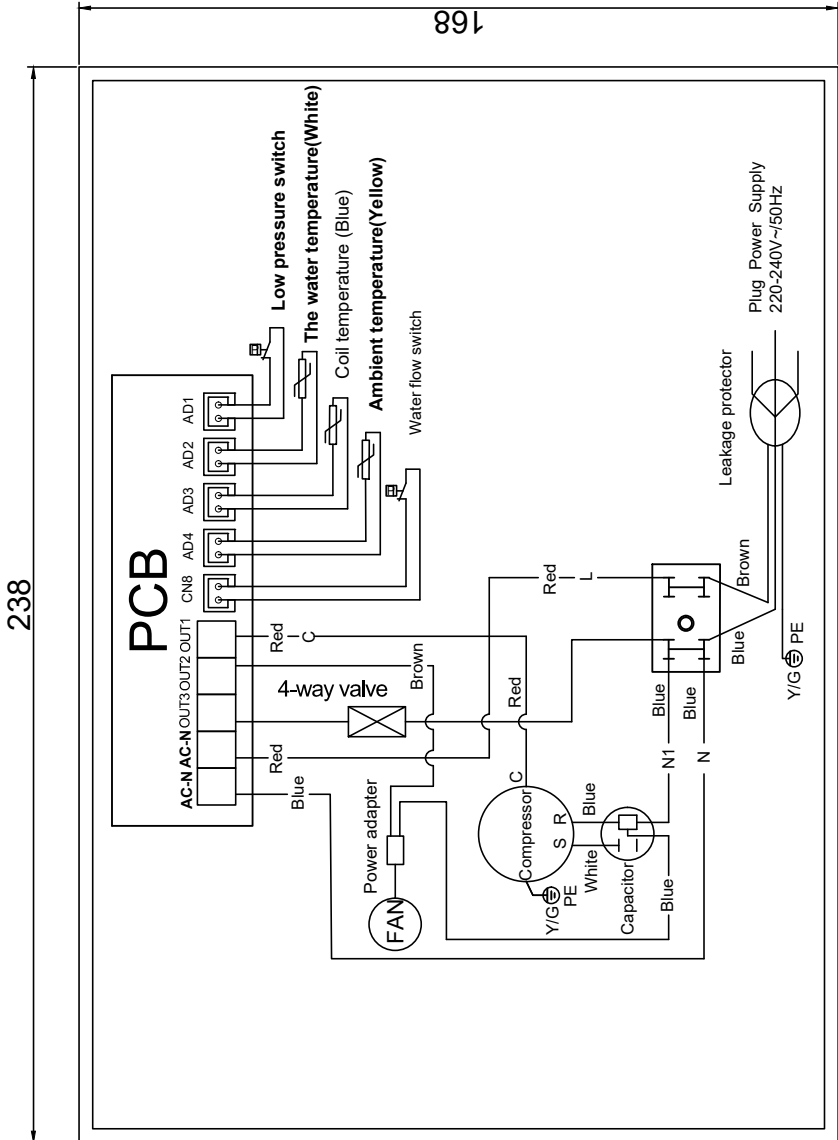 168
238
PCB
AD1
AD2
AD3
AD4
CN8
OUT1
OUT2
OUT3
AC-N
AC-N
Low pressure switch
The water temperature(White)
Coil temperature (Blue)
Ambient temperature(Yellow)
Water flow switch
Red
C
Brown
4-way valve
Red
Blue
Power adapter
FAN
Red
C
Compressor
S
R
Y/G
PE
White
Blue
Capacitor
Blue
N1
N
Blue
Blue
Red
L
Blue
Brown
Y/G
PE
Leakage protector
Plug Power Supply
220-240V~/50Hz